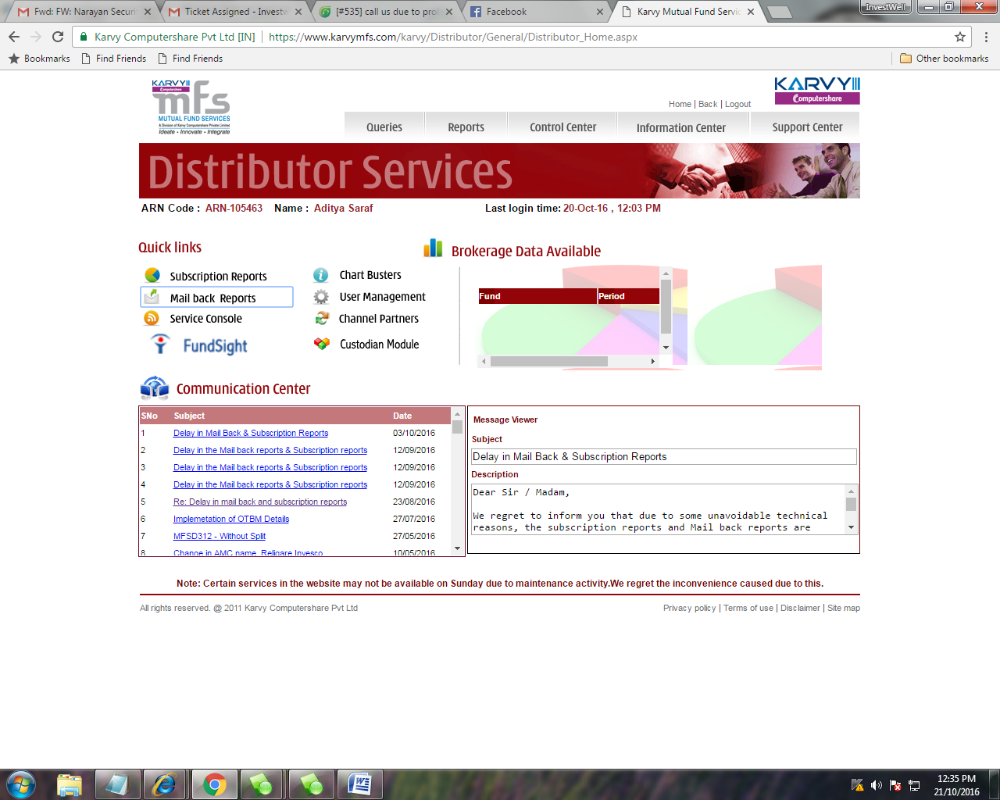 Fwd: FW: Narayan Securi
Ticket Assigned - Investw
[#535] call us due to prol
Facebook
Karvy Mutual Fund Servic
InvestWell
Karvy Computershare Pvt Ltd [IN] https://www.karvymfs.com/karvy/Distributor/General/Distributor_Home.aspx
Bookmarks Find Friends Find Friends Other bookmarks
KARVY
Computershare
mfs
MUTUAL FUND SERVICES
A Division of Karvy Computershare Private Limited
Ideate • Innovate • Integrate
KARVY
Computershare
Home | Back | Logout
Queries Reports Control Center Information Center Support Center
Distributor Services
ARN Code : ARN-105463 Name : Aditya Saraf Last login time: 20-Oct-16 , 12:03 PM
Quick links
Subscription Reports
Mail back Reports
Service Console
FundSight
Chart Busters
User Management
Channel Partners
Custodian Module
Brokerage Data Available
Fund Period
Communication Center
SNo Subject Date
1 Delay in Mail Back & Subscription Reports 03/10/2016
2 Delay in the Mail back reports & Subscription reports 12/09/2016
3 Delay in the Mail back reports & Subscription reports 12/09/2016
4 Delay in the Mail back reports & Subscription reports 12/09/2016
5 Re: Delay in mail back and subscription reports 23/08/2016
6 Implemetation of OTBM Details 27/07/2016
7 MFSD312 - Without Split 27/05/2016
8 Change in AMC name, Religare Invesco 10/05/2016
Message Viewer
Subject
Delay in Mail Back & Subscription Reports
Description
Dear Sir / Madam,
We regret to inform you that due to some unavoidable technical
reasons, the subscription reports and Mail back reports are
Note: Certain services in the website may not be available on Sunday due to maintenance activity.We regret the inconvenience caused due to this.
All rights reserved. @ 2011 Karvy Computershare Pvt Ltd
Privacy policy | Terms of use | Disclaimer | Site map
12:35 PM
21/10/2016